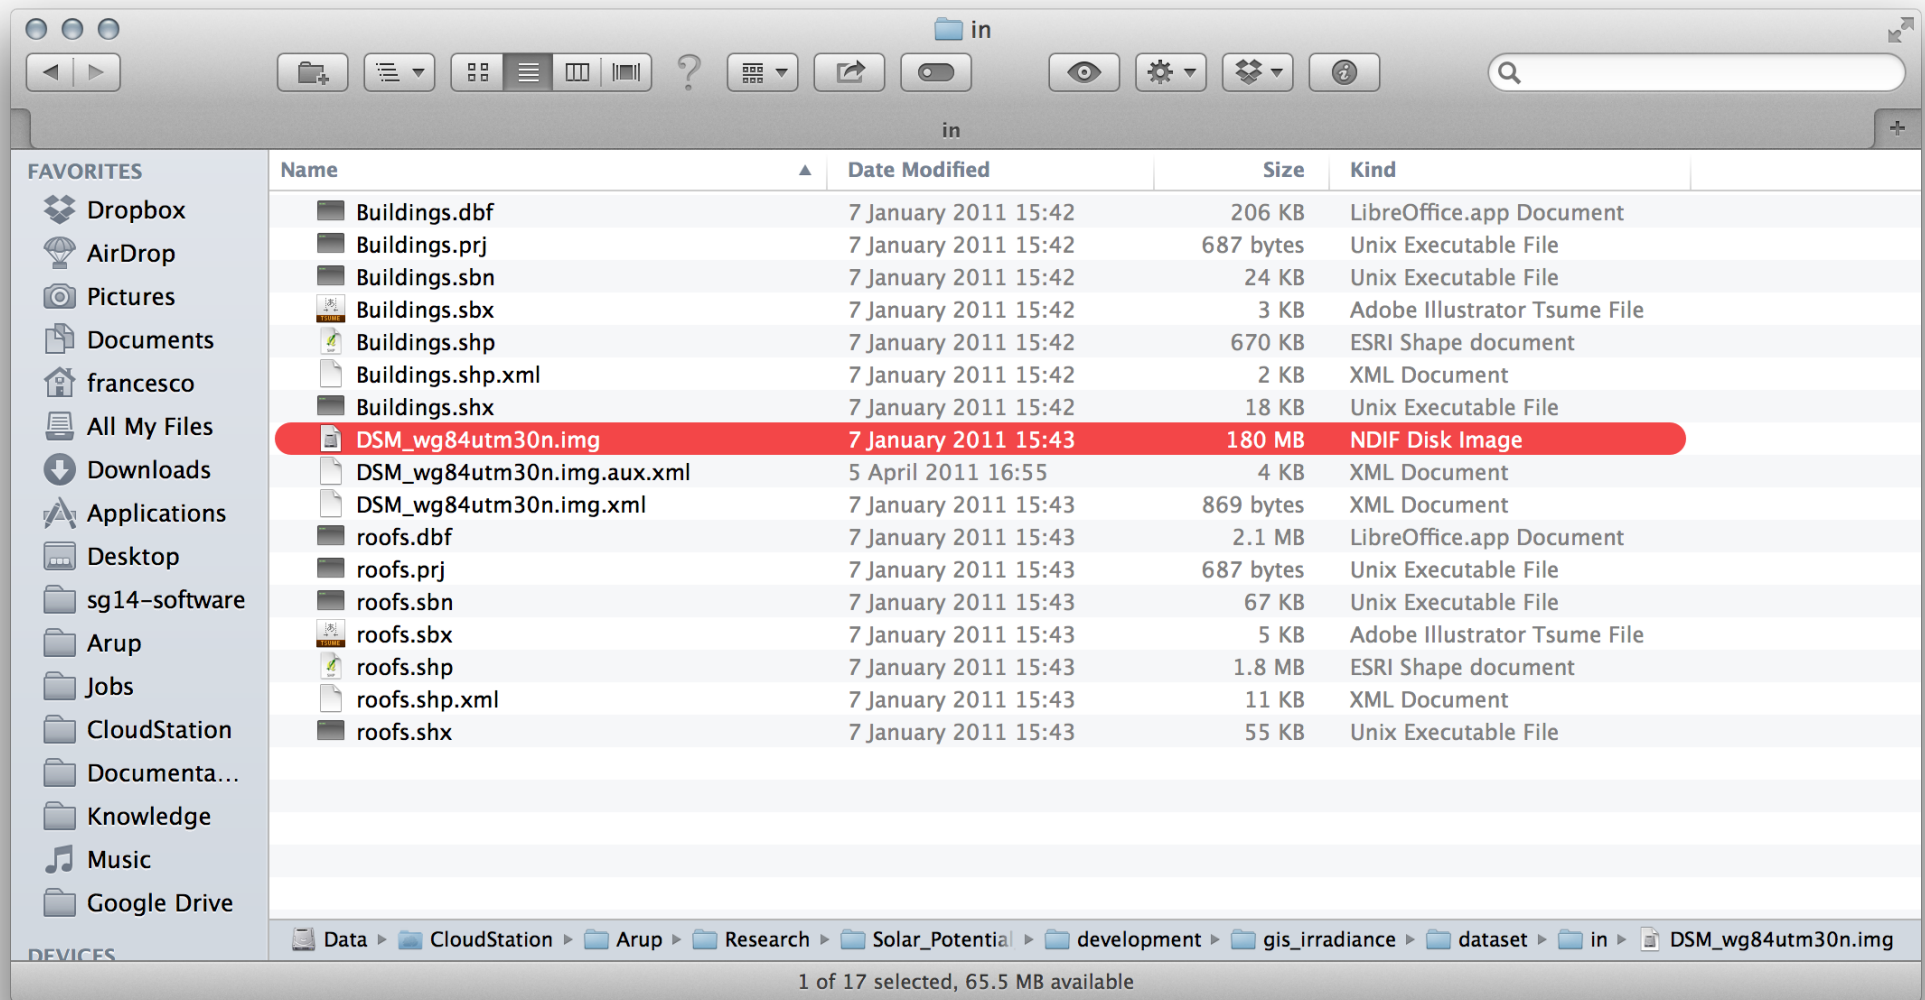 in
in
FAVORITES
Dropbox
AirDrop
Pictures
Documents
francesco
All My Files
Downloads
Applications
Desktop
sg14-software
Arup
Jobs
CloudStation
Documenta...
Knowledge
Music
Google Drive
DEVICES
Name Date Modified Size Kind
Buildings.dbf 7 January 2011 15:42 206 KB LibreOffice.app Document
Buildings.prj 7 January 2011 15:42 687 bytes Unix Executable File
Buildings.sbn 7 January 2011 15:42 24 KB Unix Executable File
Buildings.sbx 7 January 2011 15:42 3 KB Adobe Illustrator Tsume File
Buildings.shp 7 January 2011 15:42 670 KB ESRI Shape document
Buildings.shp.xml 7 January 2011 15:42 2 KB XML Document
Buildings.shx 7 January 2011 15:42 18 KB Unix Executable File
DSM_wg84utm30n.img 7 January 2011 15:43 180 MB NDIF Disk Image
DSM_wg84utm30n.img.aux.xml 5 April 2011 16:55 4 KB XML Document
DSM_wg84utm30n.img.xml 7 January 2011 15:43 869 bytes XML Document
roofs.dbf 7 January 2011 15:43 2.1 MB LibreOffice.app Document
roofs.prj 7 January 2011 15:43 687 bytes Unix Executable File
roofs.sbn 7 January 2011 15:43 67 KB Unix Executable File
roofs.sbx 7 January 2011 15:43 5 KB Adobe Illustrator Tsume File
roofs.shp 7 January 2011 15:43 1.8 MB ESRI Shape document
roofs.shp.xml 7 January 2011 15:43 11 KB XML Document
roofs.shx 7 January 2011 15:43 55 KB Unix Executable File
Data ▸ CloudStation ▸ Arup ▸ Research ▸ Solar_Potential ▸ development ▸ gis_irradiance ▸ dataset ▸ in ▸ DSM_wg84utm30n.img
1 of 17 selected, 65.5 MB available